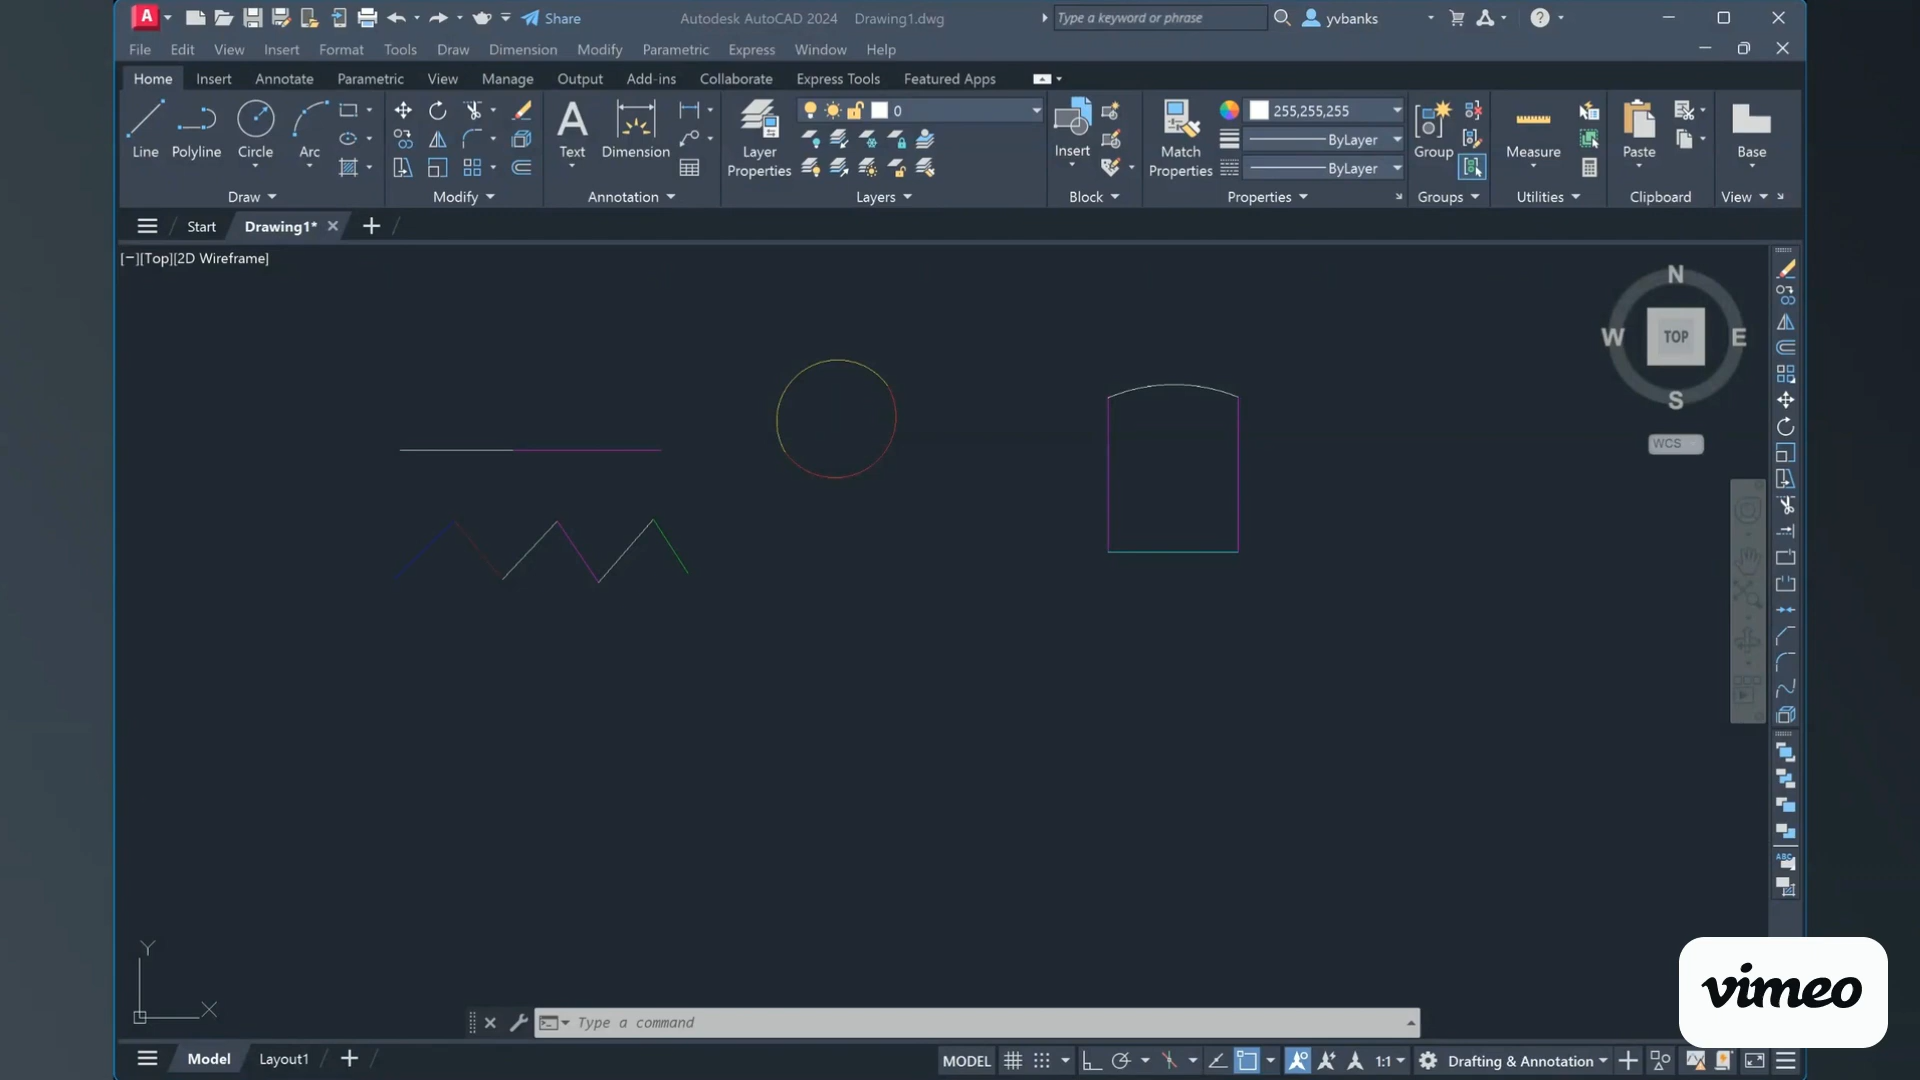 A
Share
Autodesk AutoCAD 2024 Drawing1.dwg
Type a keyword or phrase
yvbanks
File Edit View Insert Format Tools Draw Dimension Modify Parametric Express Window Help
Home Insert Annotate Parametric View Manage Output Add-ins Collaborate Express Tools Featured Apps
Line Polyline Circle Arc
Draw
Modify
A
Text Dimension
Annotation
Layer
Properties
0
Layers
Insert
Block
Match
Properties
255,255,255
ByLayer
ByLayer
Properties
Group
Groups
Measure
Utilities
Paste
Clipboard
Base
View
Start Drawing1*
[−][Top][2D Wireframe]
N
W TOP E
S
WCS
ABC
Y
X
Type a command
vimeo
Model Layout1
MODEL
1:1
Drafting & Annotation